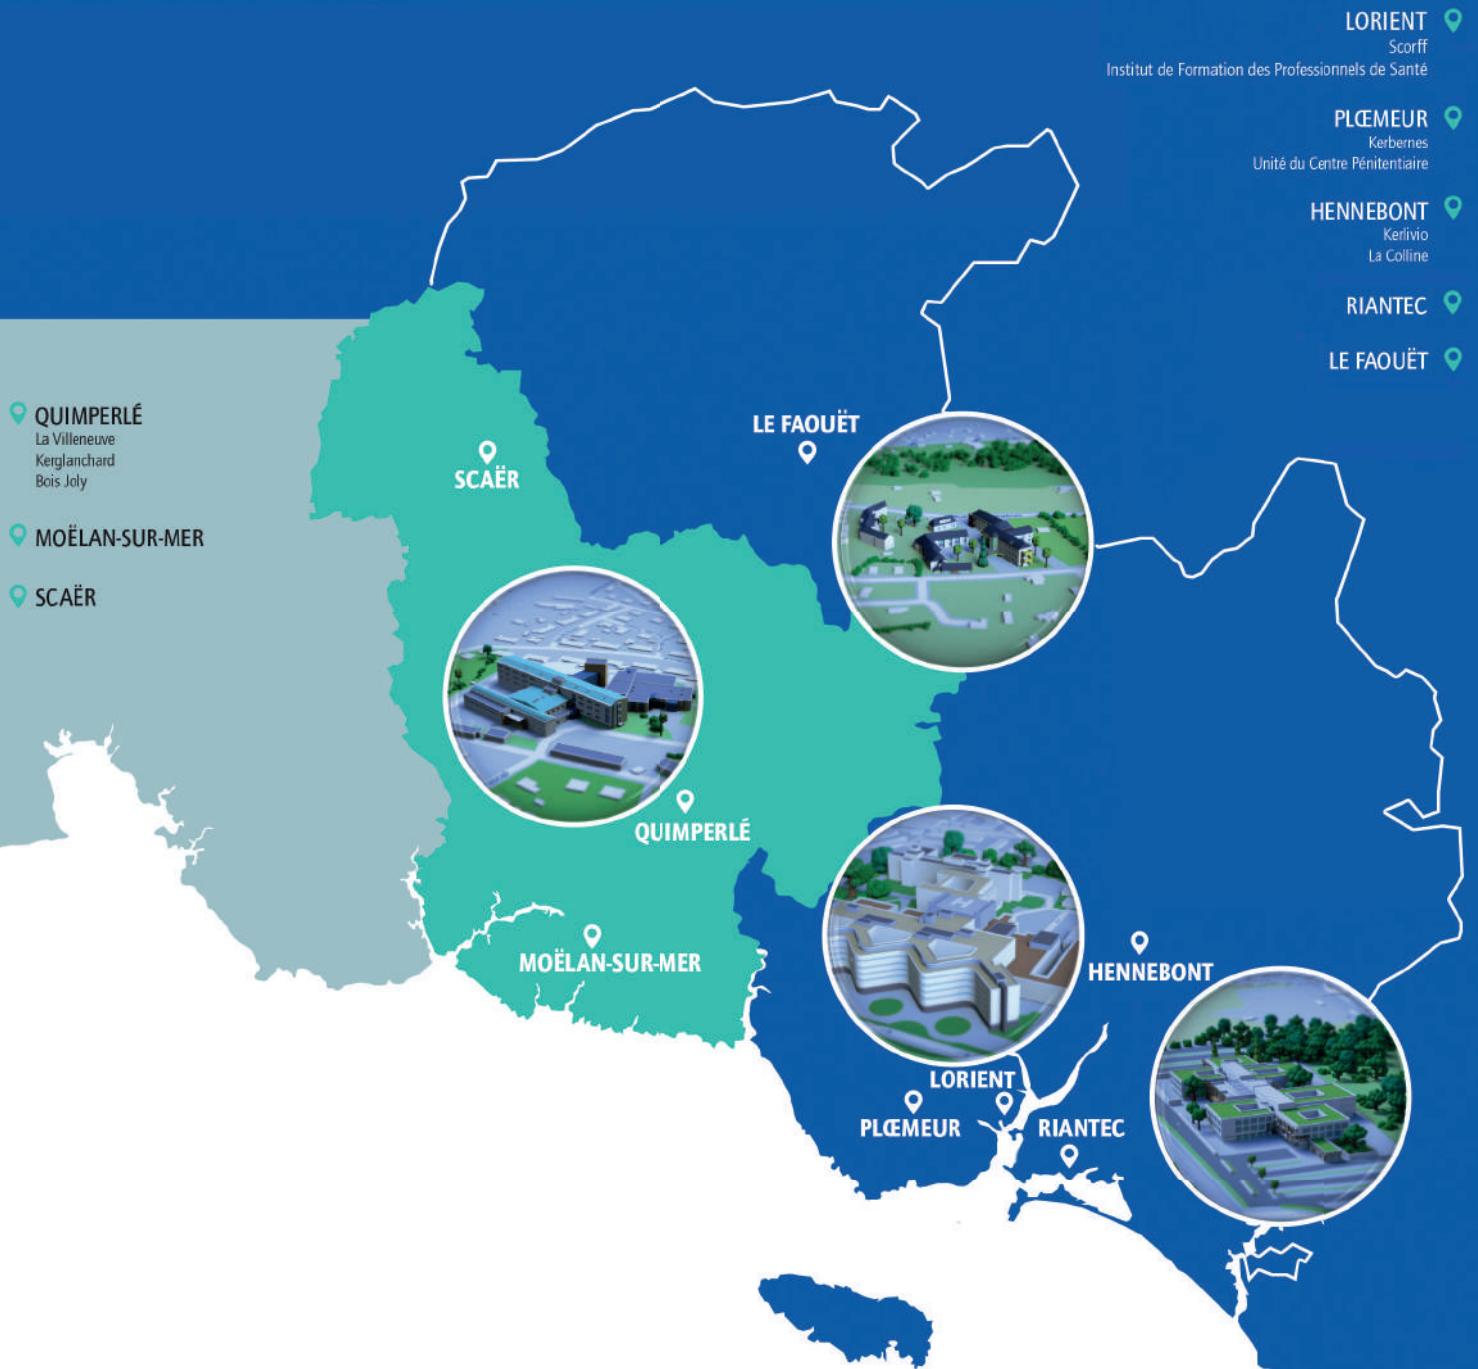 LORIENT
Scorff
Institut de Formation des Professionnels de Santé
PLŒMEUR
Kerbernes
Unité du Centre Pénitentiaire
HENNEBONT
Kerlivio
La Colline
RIANTEC
LE FAOUËT
QUIMPERLÉ
La Villeneuve
Kerglanchard
Bois Joly
MOËLAN-SUR-MER
SCAËR
LE FAOUËT
SCAËR
QUIMPERLÉ
MOËLAN-SUR-MER
HENNEBONT
LORIENT
PLŒMEUR
RIANTEC